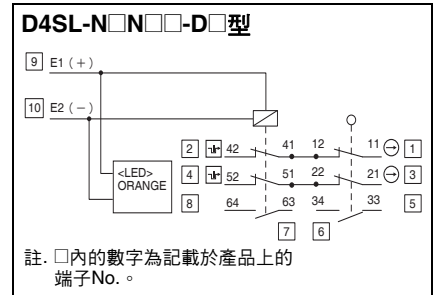 D4SL-N□N□□-D□型
9 E1 (+)
10 E2 (−)
<LED>
ORANGE
2 42 41 12 11 1
4 52 51 22 21 3
8 64 63 34 33 5
7 6
註. □內的數字為記載於產品上的
端子No.。